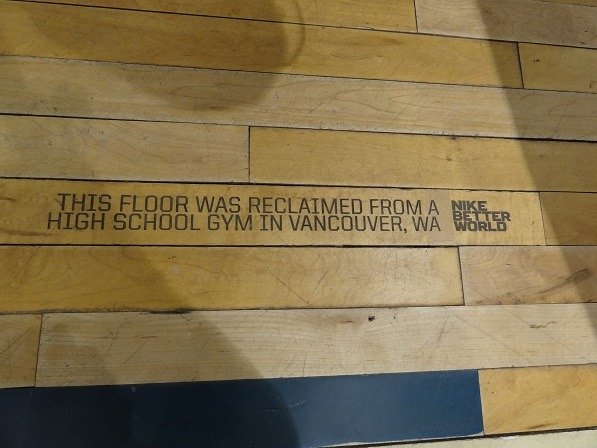 THIS FLOOR WAS RECLAIMED FROM A
HIGH SCHOOL GYM IN VANCOUVER, WA
NIKE
BETTER
WORLD